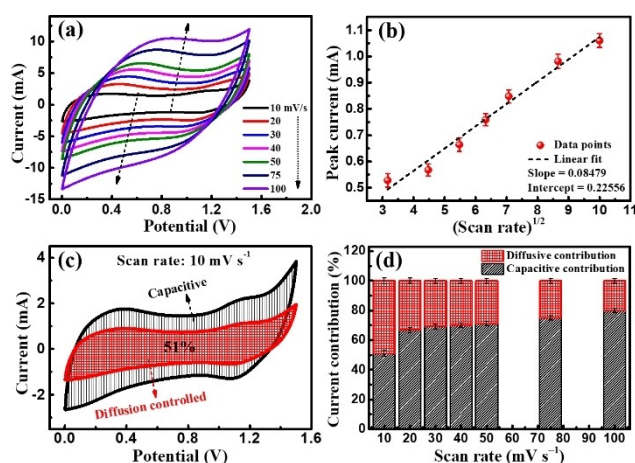 (a)
Current (mA)
10
5
0
-5
-10
-15
10 mV/s
20
30
40
50
75
100
0.0 0.4 0.8 1.2 1.6 2.0
Potential (V)
(b)
Peak current (mA)
1.1
1.0
0.9
0.8
0.7
0.6
0.5
Data points
Linear fit
Slope = 0.08479
Intercept = 0.22556
3 4 5 6 7 8 9 10 11
(Scan rate)1/2
(c)
Scan rate: 10 mV s-1
Current (mA)
4
2
0
-2
Capacitive
51%
Diffusion controlled
0.0 0.4 0.8 1.2 1.6
Potential (V)
(d)
Current contribution (%)
120
100
80
60
40
20
0
Diffusive contribution
Capacitive contribution
10 20 30 40 50 60 70 80 90 100
Scan rate (mV s–1)